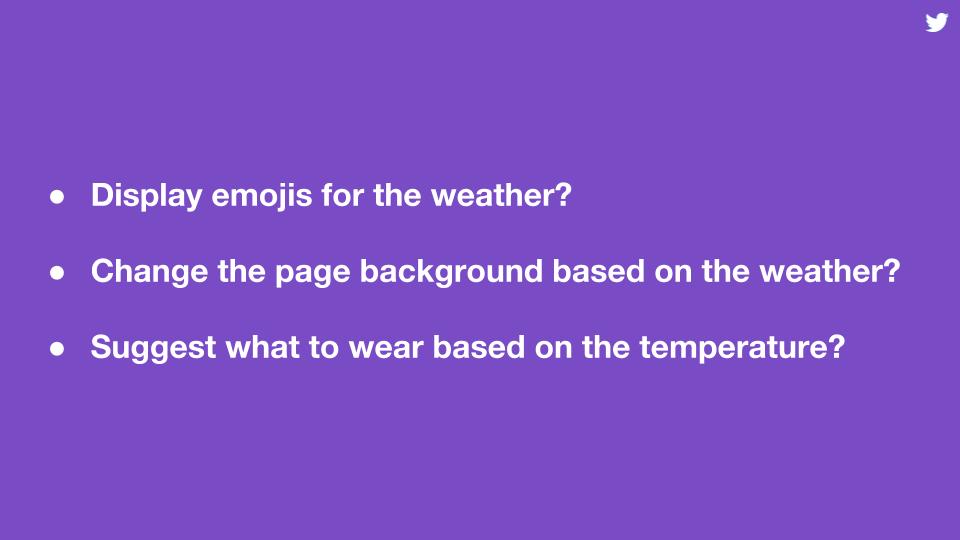 ● Display emojis for the weather?
● Change the page background based on the weather?
● Suggest what to wear based on the temperature?